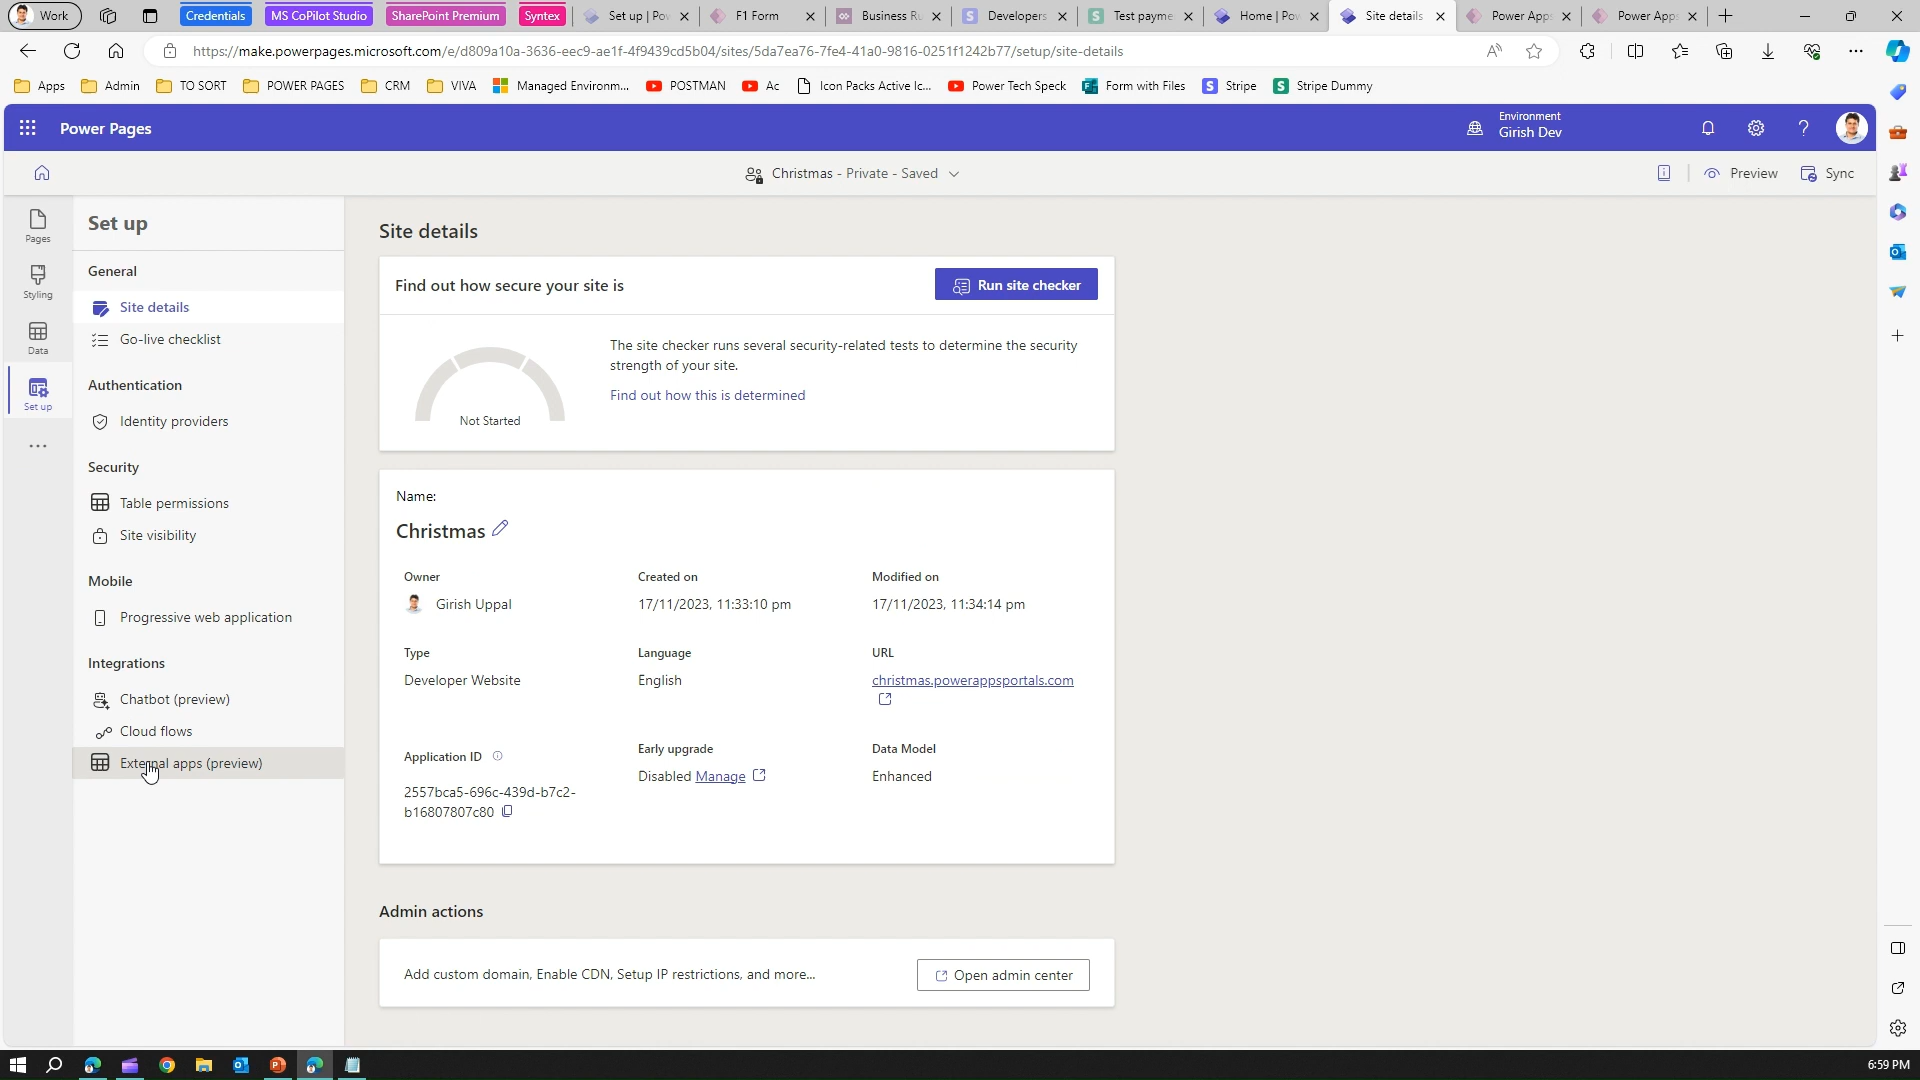 Work
Credentials
MS CoPilot Studio
SharePoint Premium
Syntex
Set up | Po
F1 Form
Business Ru
Developers
Test payme
Home | Po
Site details
Power App
Power App
https://make.powerpages.microsoft.com/e/d809a10a-3636-eec9-ae1f-4f9439cd5b04/sites/5da7ea76-7fe4-41a0-9816-0251f1242b77/setup/site-details
Apps
Admin
TO SORT
POWER PAGES
CRM
VIVA
Managed Environm...
POSTMAN
Ac
Icon Packs Active Ic...
Power Tech Speck
Form with Files
Stripe
Stripe Dummy
Power Pages
Environment
Girish Dev
Christmas - Private - Saved
Preview
Sync
Pages
Styling
Data
Set up
Set up
General
Site details
Go-live checklist
Authentication
Identity providers
Security
Table permissions
Site visibility
Mobile
Progressive web application
Integrations
Chatbot (preview)
Cloud flows
External apps (preview)
Site details
Find out how secure your site is
Run site checker
Not Started
The site checker runs several security-related tests to determine the security
strength of your site.
Find out how this is determined
Name:
Christmas
Owner
Created on
Modified on
Girish Uppal
17/11/2023, 11:33:10 pm
17/11/2023, 11:34:14 pm
Type
Language
URL
Developer Website
English
christmas.powerappsportals.com
Application ID
Early upgrade
Data Model
Disabled Manage
Enhanced
2557bca5-696c-439d-b7c2-
b16807807c80
Admin actions
Add custom domain, Enable CDN, Setup IP restrictions, and more...
Open admin center
6:59 PM